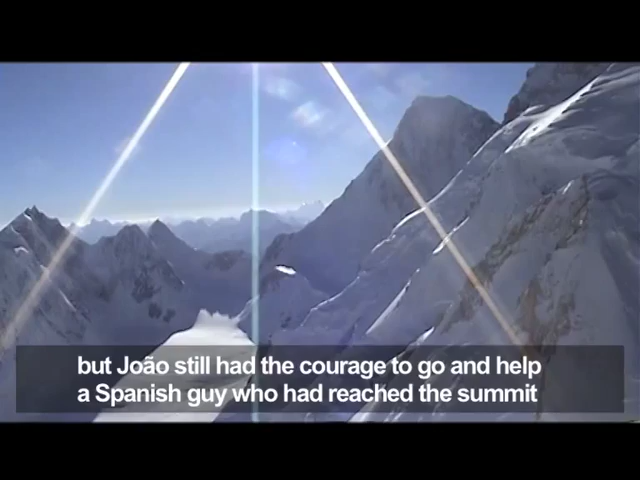 but João still had the courage to go and help
a Spanish guy who had reached the summit